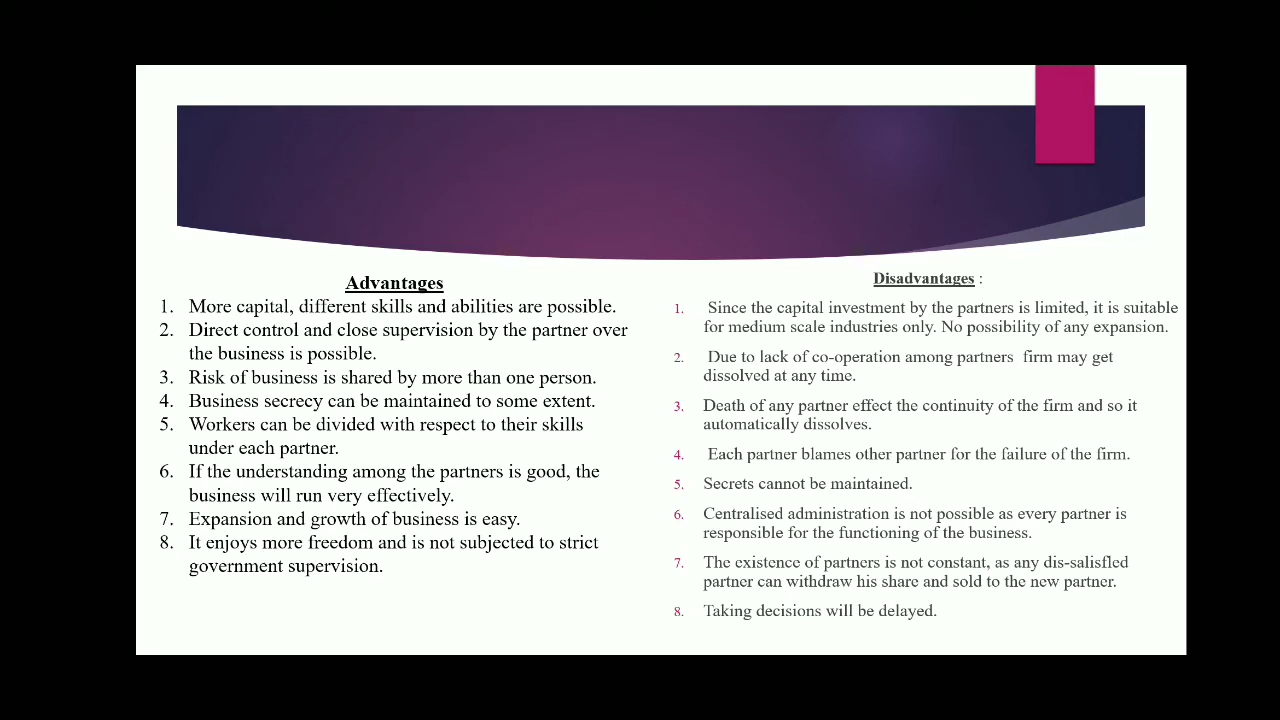 Advantages
1. More capital, different skills and abilities are possible.
2. Direct control and close supervision by the partner over
the business is possible.
3. Risk of business is shared by more than one person.
4. Business secrecy can be maintained to some extent.
5. Workers can be divided with respect to their skills
under each partner.
6. If the understanding among the partners is good, the
business will run very effectively.
7. Expansion and growth of business is easy.
8. It enjoys more freedom and is not subjected to strict
government supervision.
Disadvantages :
1. Since the capital investment by the partners is limited, it is suitable
for medium scale industries only. No possibility of any expansion.
2. Due to lack of co-operation among partners firm may get
dissolved at any time.
3. Death of any partner effect the continuity of the firm and so it
automatically dissolves.
4. Each partner blames other partner for the failure of the firm.
5. Secrets cannot be maintained.
6. Centralised administration is not possible as every partner is
responsible for the functioning of the business.
7. The existence of partners is not constant, as any dis-salisfled
partner can withdraw his share and sold to the new partner.
8. Taking decisions will be delayed.